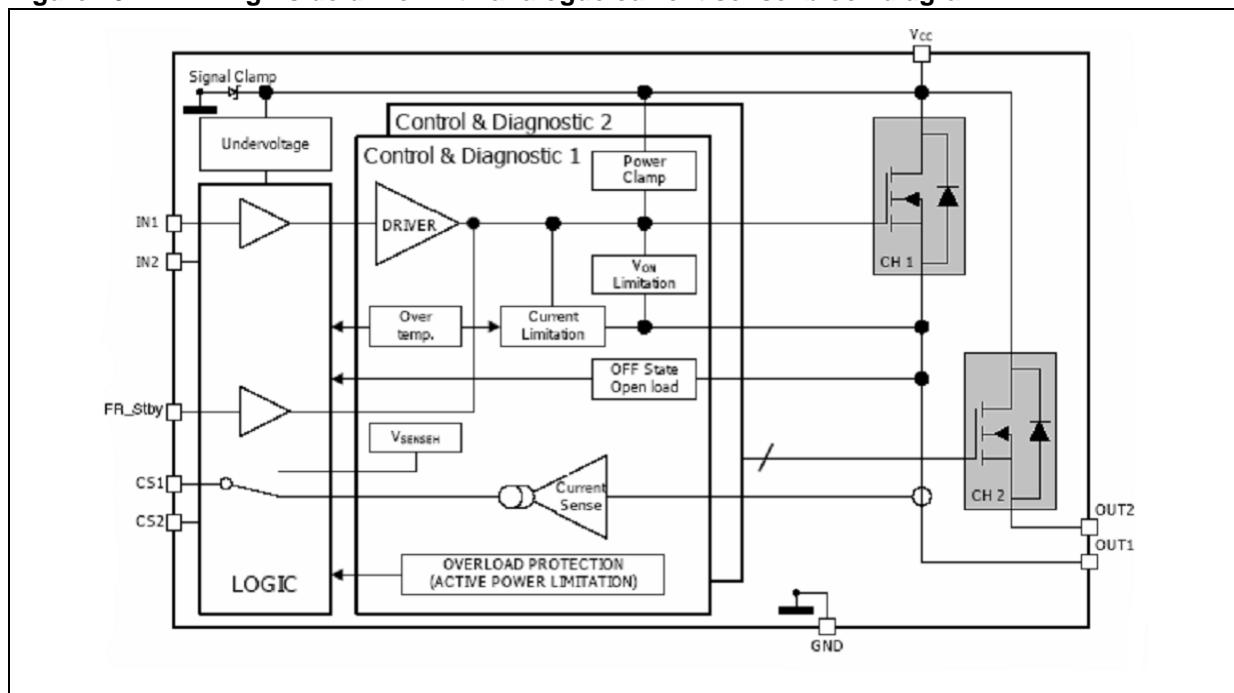 VCC
Signal Clamp
Undervoltage
Control & Diagnostic 2
Control & Diagnostic 1
Power
Clamp
IN1
DRIVER
IN2
CH 1
VON
Limitation
Over
temp.
Current
Limitation
OFF State
Open load
FR_Stby
VSENSEH
CS1
Current
Sense
CH 2
CS2
OUT2
OUT1
OVERLOAD PROTECTION
(ACTIVE POWER LIMITATION)
LOGIC
GND